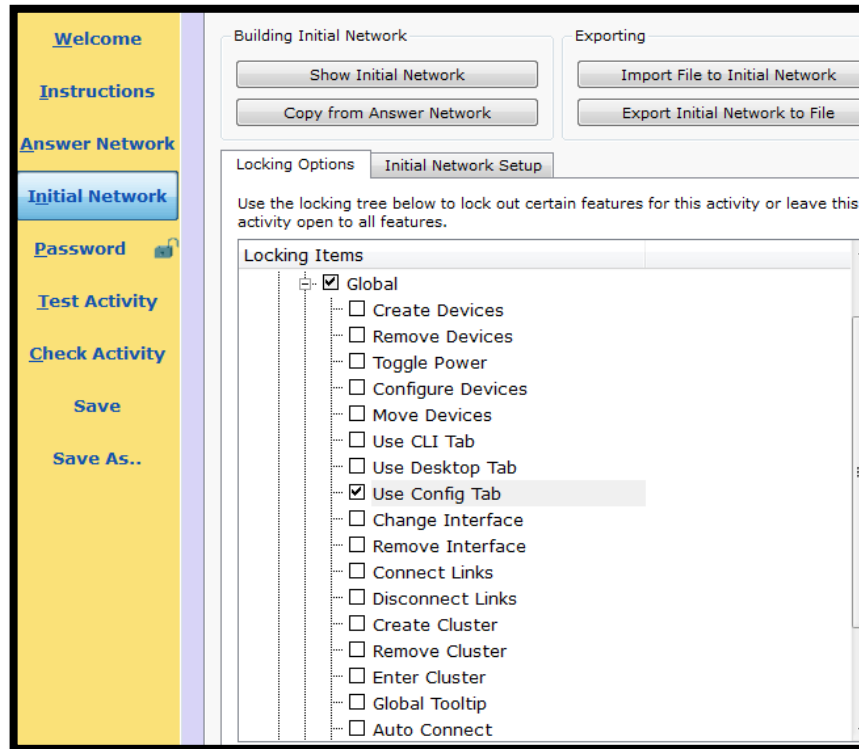 Welcome
Instructions
Answer Network
Initial Network
Password
Test Activity
Check Activity
Save
Save As..
Building Initial Network
Show Initial Network
Copy from Answer Network
Exporting
Import File to Initial Network
Export Initial Network to File
Locking Options
Initial Network Setup
Use the locking tree below to lock out certain features for this activity or leave this
activity open to all features.
Locking Items
Global
Create Devices
Remove Devices
Toggle Power
Configure Devices
Move Devices
Use CLI Tab
Use Desktop Tab
Use Config Tab
Change Interface
Remove Interface
Connect Links
Disconnect Links
Create Cluster
Remove Cluster
Enter Cluster
Global Tooltip
Auto Connect